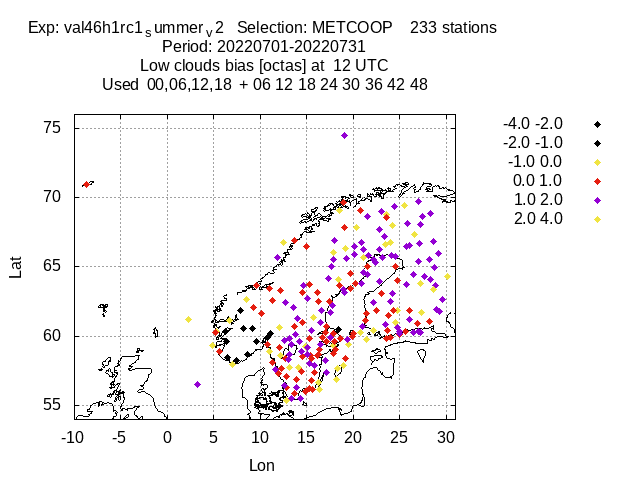 Exp: val46h1rc1summerv2 Selection: METCOOP 233 stations
Period: 20220701-20220731
Low clouds bias [octas] at 12 UTC
Used 00,06,12,18 + 06 12 18 24 30 36 42 48
-4.0 -2.0
-2.0 -1.0
-1.0 0.0
0.0 1.0
1.0 2.0
2.0 4.0
75
70
65
60
55
Lat
-10 -5 0 5 10 15 20 25 30
Lon